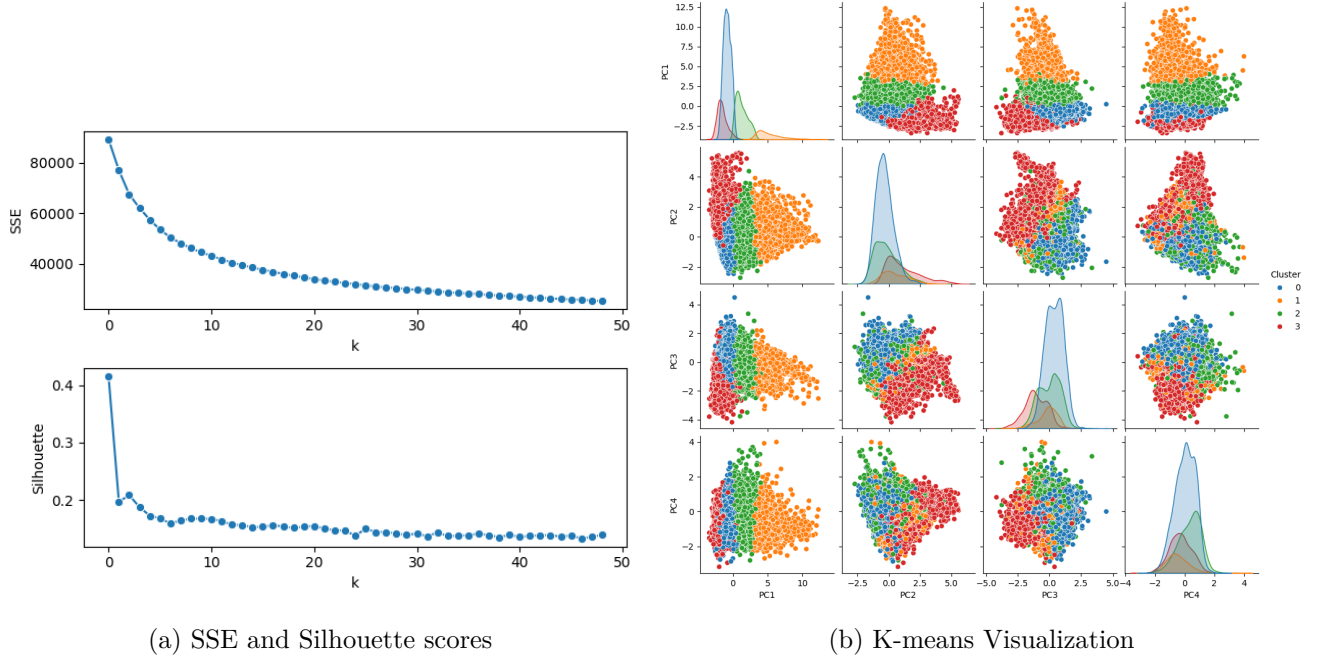 80000
60000
40000
SSE
0 10 20 30 40 50
k
0.4
0.3
0.2
Silhouette
0 10 20 30 40 50
k
(a) SSE and Silhouette scores
12.5
10.0
7.5
5.0
2.5
0.0
−2.5
PC1
4
2
0
−2
PC2
4
2
0
−2
−4
PC3
4
2
0
−2
PC4
0 5 10
PC1
−2.5 0.0 2.5 5.0
PC2
−5.0 −2.5 0.0 2.5 5.0
PC3
−4 −2 0 2 4
PC4
Cluster
0
1
2
3
(b) K-means Visualization